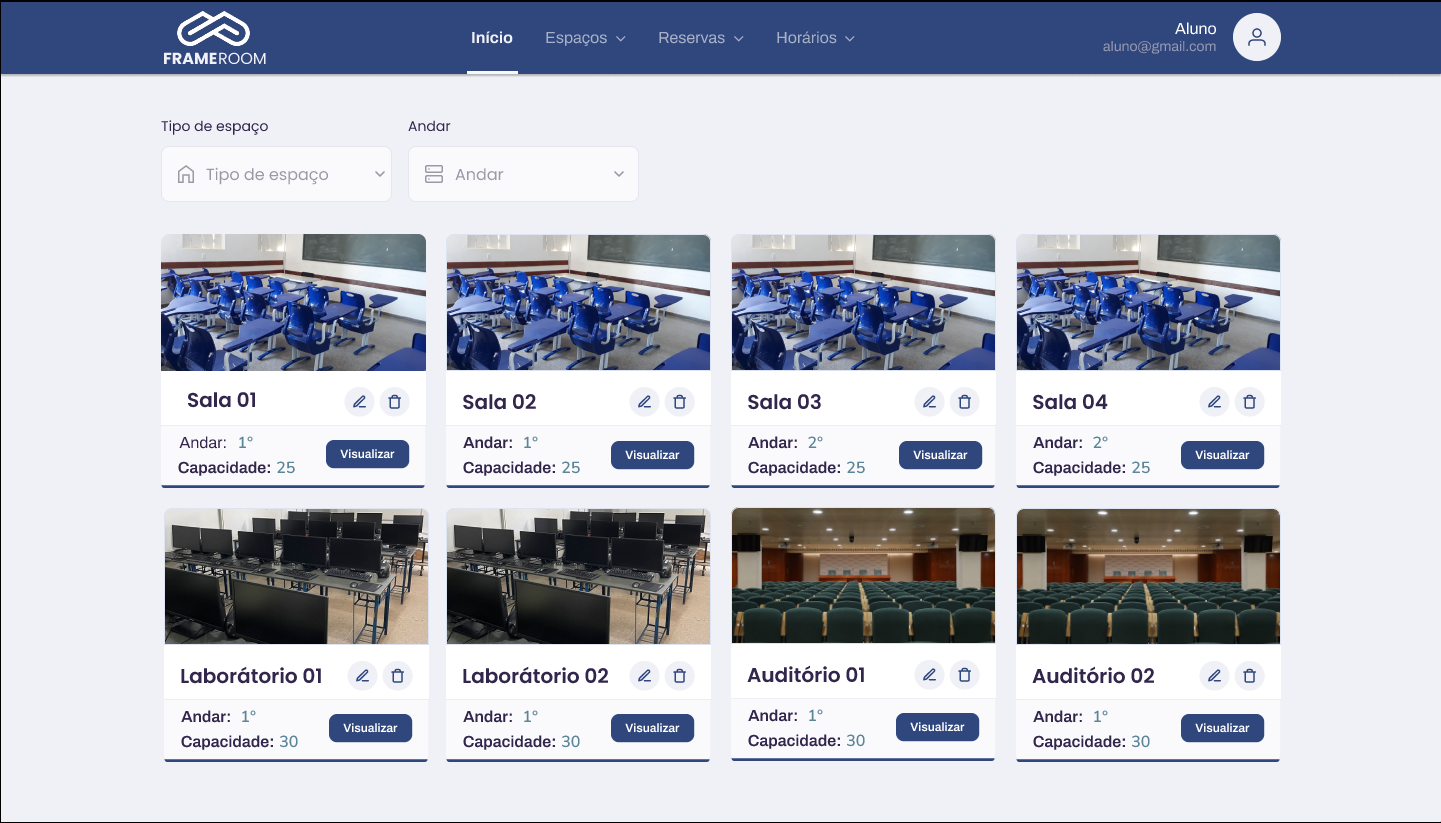 FRAMEROOM
Início Espaços Reservas Horários
Aluno
aluno@gmail.com
Tipo de espaço Andar
Tipo de espaço Andar
Sala 01 Sala 02 Sala 03 Sala 04
Andar: 1° Andar: 1° Andar: 2° Andar: 2°
Visualizar Visualizar Visualizar Visualizar
Capacidade: 25 Capacidade: 25 Capacidade: 25 Capacidade: 25
Laborátorio 01 Laborátorio 02 Auditório 01 Auditório 02
Andar: 1° Andar: 1° Andar: 1° Andar: 1°
Visualizar Visualizar Visualizar Visualizar
Capacidade: 30 Capacidade: 30 Capacidade: 30 Capacidade: 30